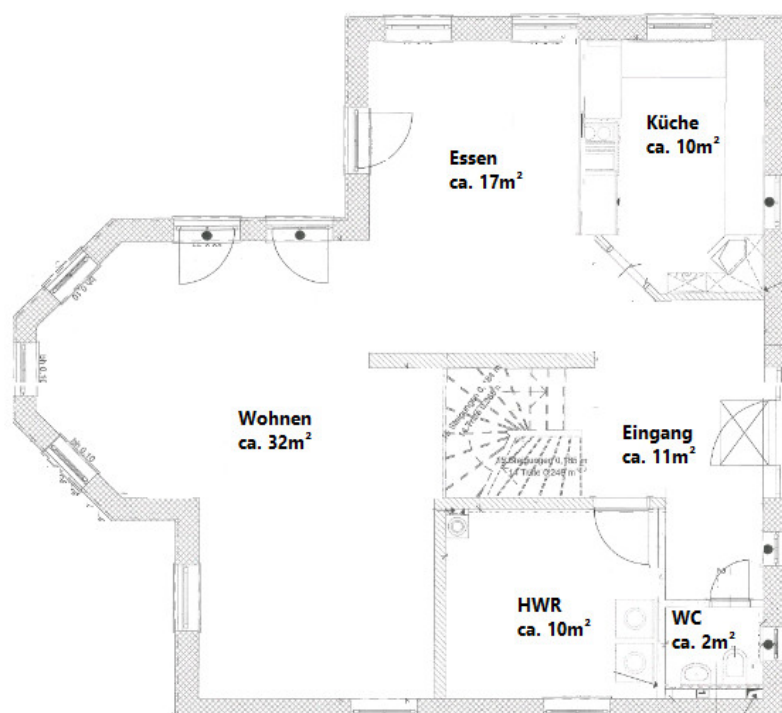 Essen
ca. 17m²
Küche
ca. 10m²
Wohnen
ca. 32m²
Eingang
ca. 11m²
HWR
ca. 10m²
WC
ca. 2m²